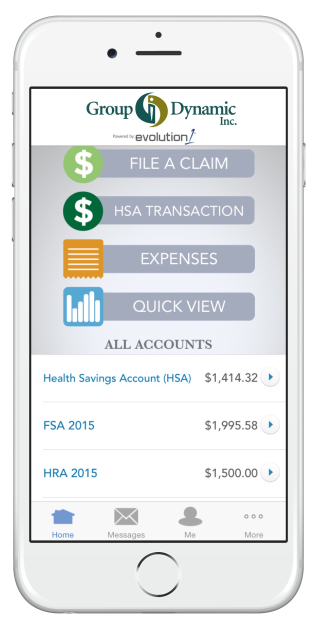 Group Dynamic
Inc.
Powered by evolution1
FILE A CLAIM
HSA TRANSACTION
EXPENSES
QUICK VIEW
ALL ACCOUNTS
Health Savings Account (HSA) $1,414.32
FSA 2015 $1,995.58
HRA 2015 $1,500.00
Home Messages Me More